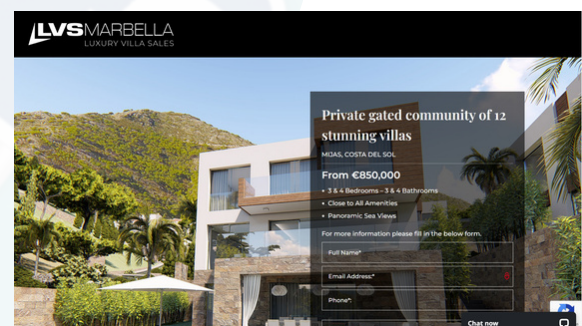 LVSMARBELLA
LUXURY VILLA SALES
Private gated community of 12
stunning villas
MIJAS, COSTA DEL SOL
From €850,000
• 3 & 4 Bedrooms – 3 & 4 Bathrooms
• Close to All Amenities
• Panoramic Sea Views
For more information please fill in the below form.
Full Name*
Email Address:*
Phone*:
Chat now